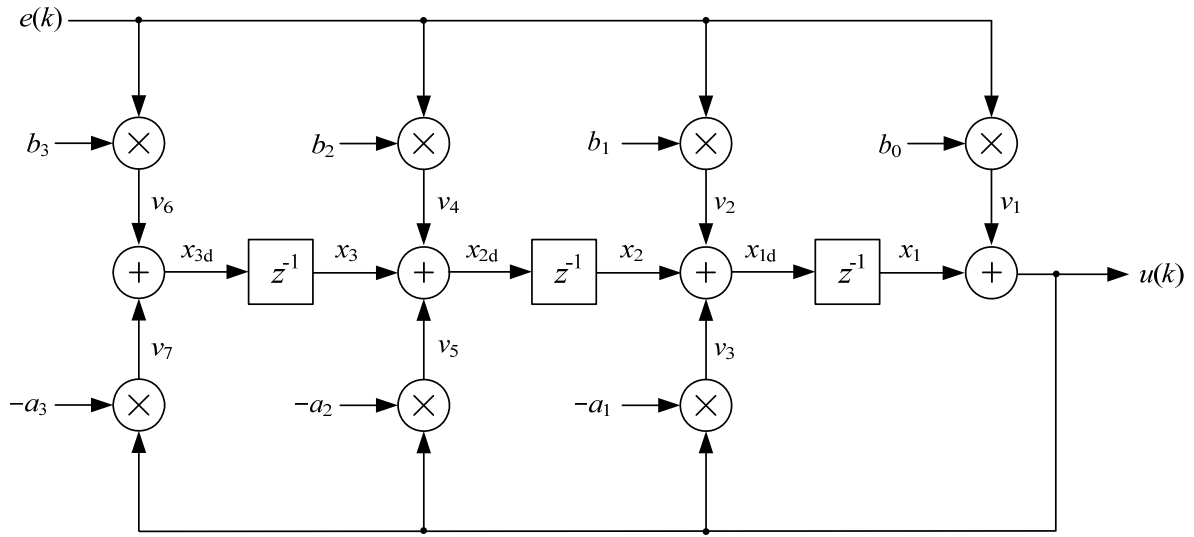 e(k)
b₃
b₂
b₁
b₀
v₆
v₄
v₂
v₁
x₃d
z⁻¹
x₃
x₂d
z⁻¹
x₂
x₁d
z⁻¹
x₁
u(k)
v₇
v₅
v₃
−a₃
−a₂
−a₁